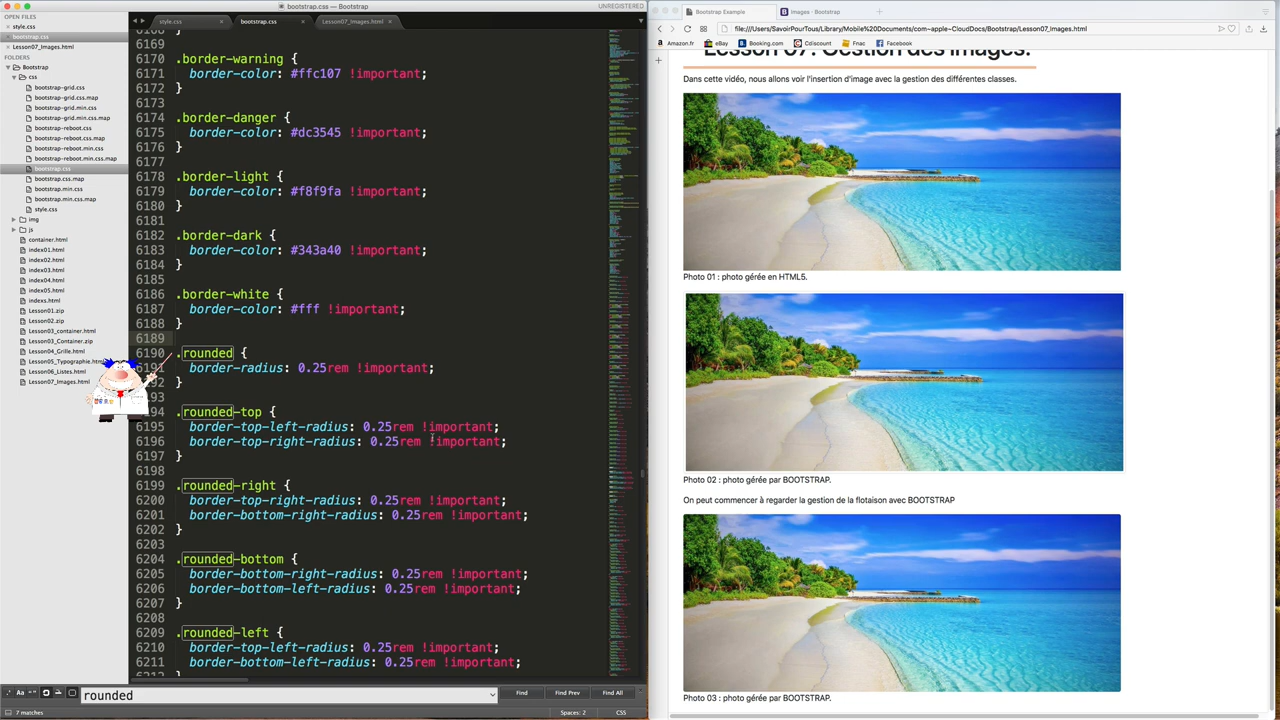 bootstrap.css — Bootstrap
UNREGISTERED
OPEN FILES
style.css
bootstrap.css
Lesson07_Images.html
FOLDERS
Bootstrap
css
bootstrap-grid.css
bootstrap-grid.css.map
bootstrap-grid.min.css
bootstrap-grid.min.css.map
bootstrap-reboot.css
bootstrap-reboot.css.map
bootstrap-reboot.min.css
bootstrap-reboot.min.css.map
bootstrap.css
bootstrap.css.map
bootstrap.min.css
bootstrap.min.css.map
style.css
img
js
container.html
index01.html
index02.html
index03.html
index04.html
index05.html
indexs.html
Lesson01.zip
Lesson02.zip
Lesson03_container.html
Lesson03_Container.zip
Lesson04_Grille.html
Lesson05_Typographie.html
Lesson06_Listes.html
Lesson07_Images.html
style.css
bootstrap.css
Lesson07_Images.html
6168 }
6169
6170 .border-warning {
6171 border-color: #ffc107 !important;
6172 }
6173
6174 .border-danger {
6175 border-color: #dc3545 !important;
6176 }
6177
6178 .border-light {
6179 border-color: #f8f9fa !important;
6180 }
6181
6182 .border-dark {
6183 border-color: #343a40 !important;
6184 }
6185
6186 .border-white {
6187 border-color: #fff !important;
6188 }
6189
6190 .rounded {
6191 border-radius: 0.25rem !important;
6192 }
6193
6194 .rounded-top {
6195 border-top-left-radius: 0.25rem !important;
6196 border-top-right-radius: 0.25rem !important;
6197 }
6198
6199 .rounded-right {
6200 border-top-right-radius: 0.25rem !important;
6201 border-bottom-right-radius: 0.25rem !important;
6202 }
6203
6204 .rounded-bottom {
6205 border-bottom-right-radius: 0.25rem !important;
6206 border-bottom-left-radius: 0.25rem !important;
6207 }
6208
6209 .rounded-left {
6210 border-top-left-radius: 0.25rem !important;
6211 border-bottom-left-radius: 0.25rem !important;
6212 }
.* Aa “”
rounded
Find
Find Prev
Find All
7 matches
Spaces: 2
CSS
Bootstrap Example
Images · Bootstrap
file:///Users/SavoirPourTous/Library/Mobile%20Documents/com~apple~CloudDocs/Bootstrap/Lesson07_Images.html
Amazon.fr
eBay
Booking.com
Cdiscount
Fnac
Facebook
Lesson 07: Gestion des images.
Dans cette vidéo, nous allons voir l'insertion d'image avec la gestion des différentes classes.
Photo 01 : photo gérée en HTML5.
Photo 02 : photo gérée par BOOTSTRAP.
On peut commencer à regarder la gestion de la flotaison avec BOOTSTRAP
Photo 03 : photo gérée par BOOTSTRAP.